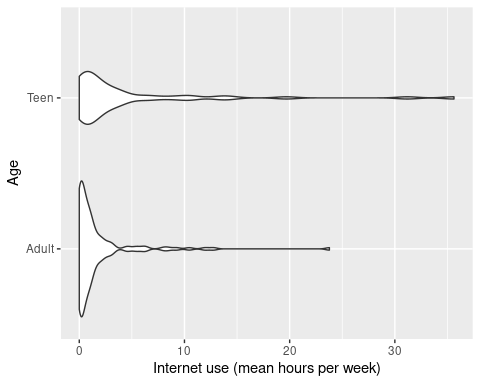 Teen
Age
Adult
0 10 20 30
Internet use (mean hours per week)